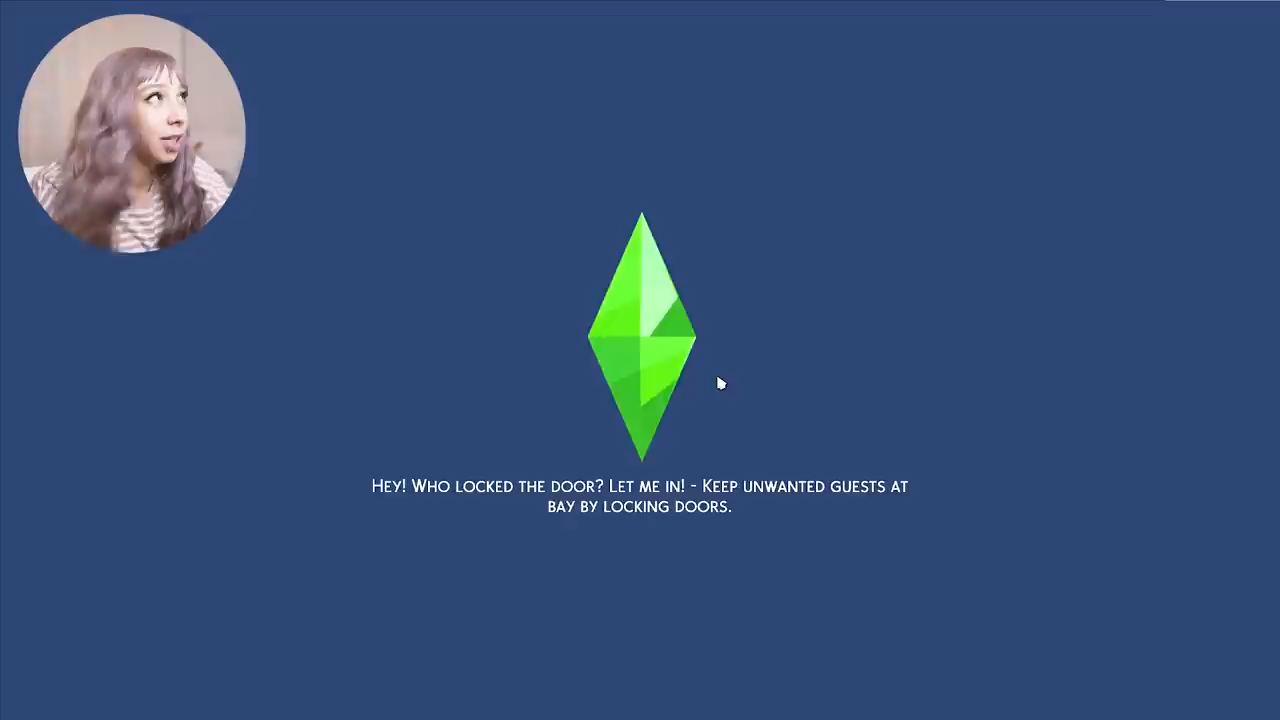 Hey! Who locked the door? Let me in! - Keep unwanted guests at
bay by locking doors.